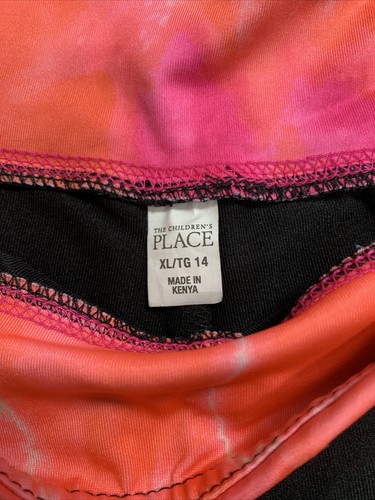 THE CHILDREN'S
PLACE
XL/TG 14
MADE IN
KENYA